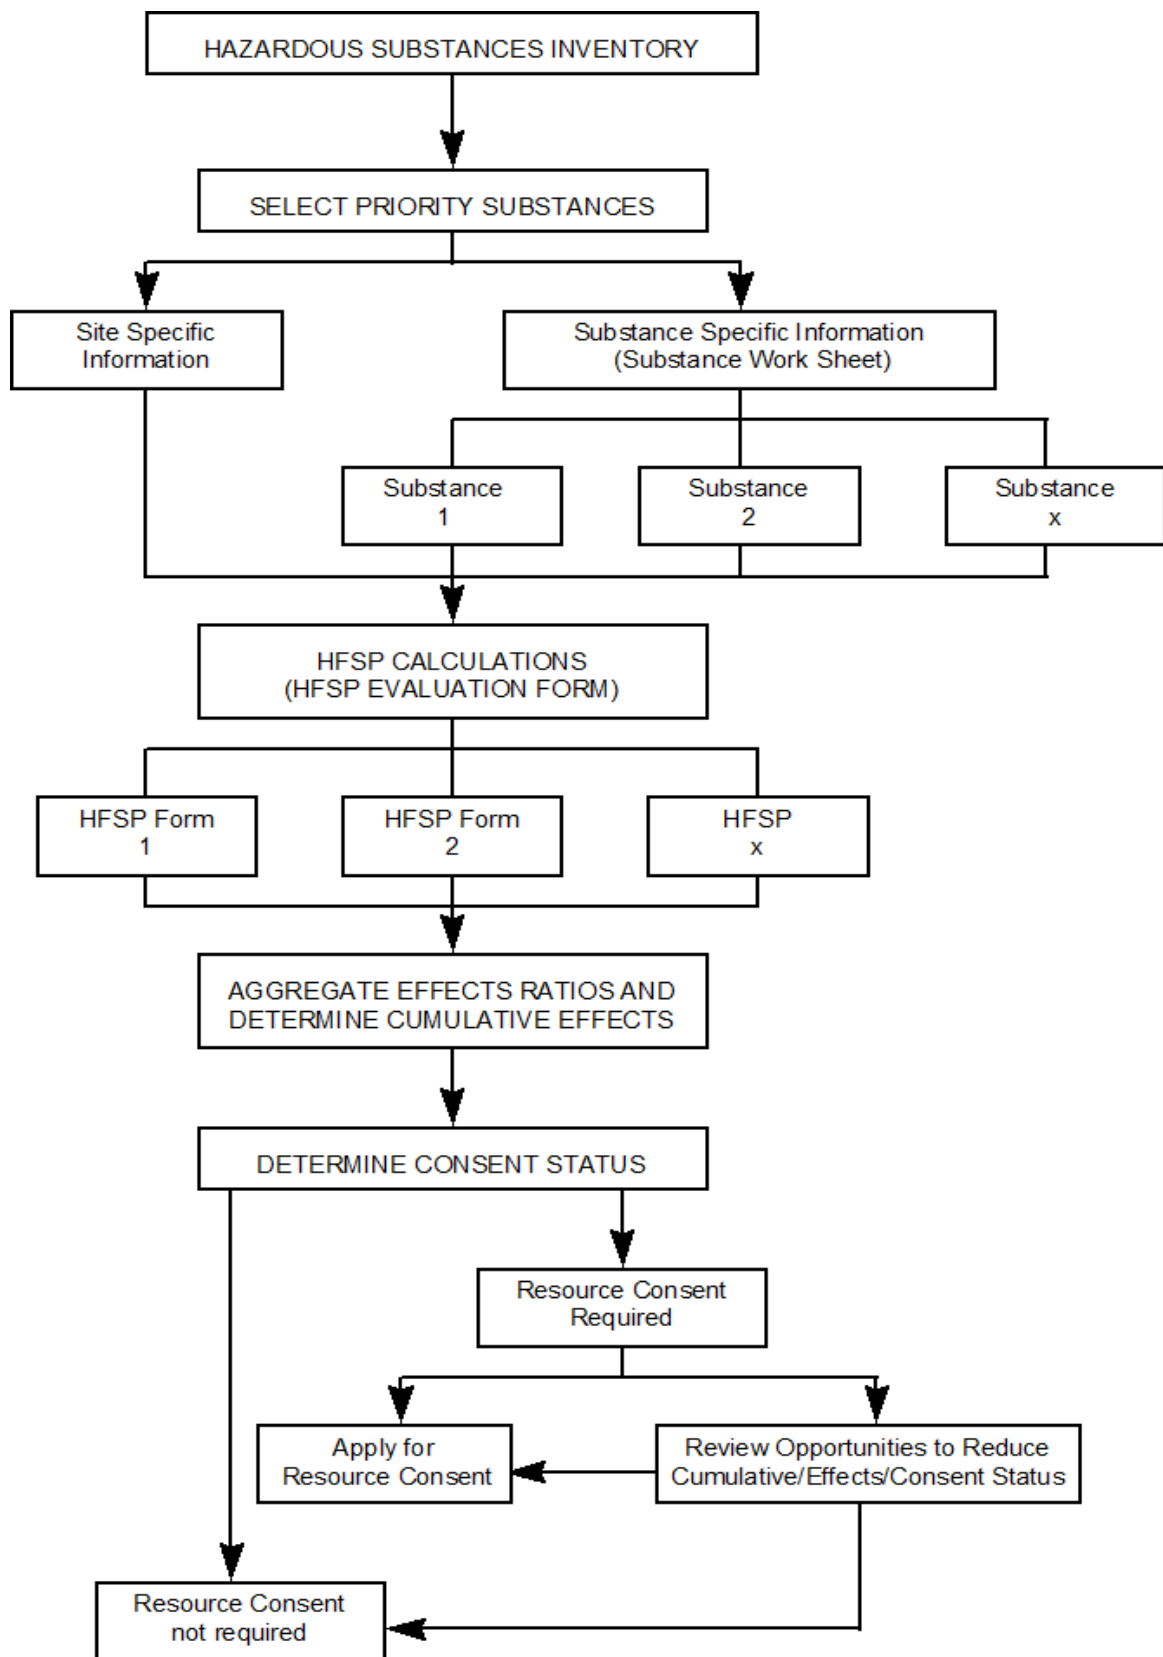 HAZARDOUS SUBSTANCES INVENTORY
SELECT PRIORITY SUBSTANCES
Site Specific
Information
Substance Specific Information
(Substance Work Sheet)
Substance
1
Substance
2
Substance
x
HFSP CALCULATIONS
(HFSP EVALUATION FORM)
HFSP Form
1
HFSP Form
2
HFSP
x
AGGREGATE EFFECTS RATIOS AND
DETERMINE CUMULATIVE EFFECTS
DETERMINE CONSENT STATUS
Resource Consent
Required
Apply for
Resource Consent
Review Opportunities to Reduce
Cumulative/Effects/Consent Status
Resource Consent
not required